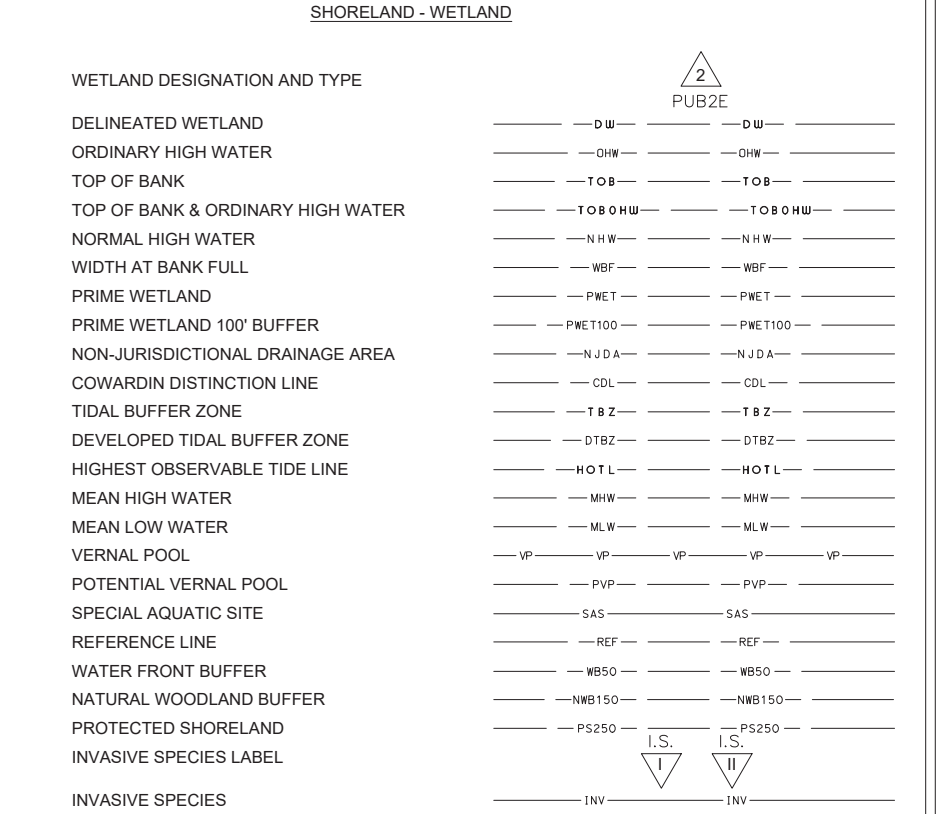 SHORELAND - WETLAND
WETLAND DESIGNATION AND TYPE 2
PUB2E
DELINEATED WETLAND DW DW
ORDINARY HIGH WATER OHW OHW
TOP OF BANK TOB TOB
TOP OF BANK & ORDINARY HIGH WATER TOBOHW TOBOHW
NORMAL HIGH WATER NHW NHW
WIDTH AT BANK FULL WBF WBF
PRIME WETLAND PWET PWET
PRIME WETLAND 100' BUFFER PWET100 PWET100
NON-JURISDICTIONAL DRAINAGE AREA NJDA NJDA
COWARDIN DISTINCTION LINE CDL CDL
TIDAL BUFFER ZONE TBZ TBZ
DEVELOPED TIDAL BUFFER ZONE DTBZ DTBZ
HIGHEST OBSERVABLE TIDE LINE HOTL HOTL
MEAN HIGH WATER MHW MHW
MEAN LOW WATER MLW MLW
VERNAL POOL VP VP VP VP VP
POTENTIAL VERNAL POOL PVP PVP
SPECIAL AQUATIC SITE SAS SAS
REFERENCE LINE REF REF
WATER FRONT BUFFER WB50 WB50
NATURAL WOODLAND BUFFER NWB150 NWB150
PROTECTED SHORELAND PS250 PS250
I.S. I.S.
INVASIVE SPECIES LABEL I II
INVASIVE SPECIES INV INV